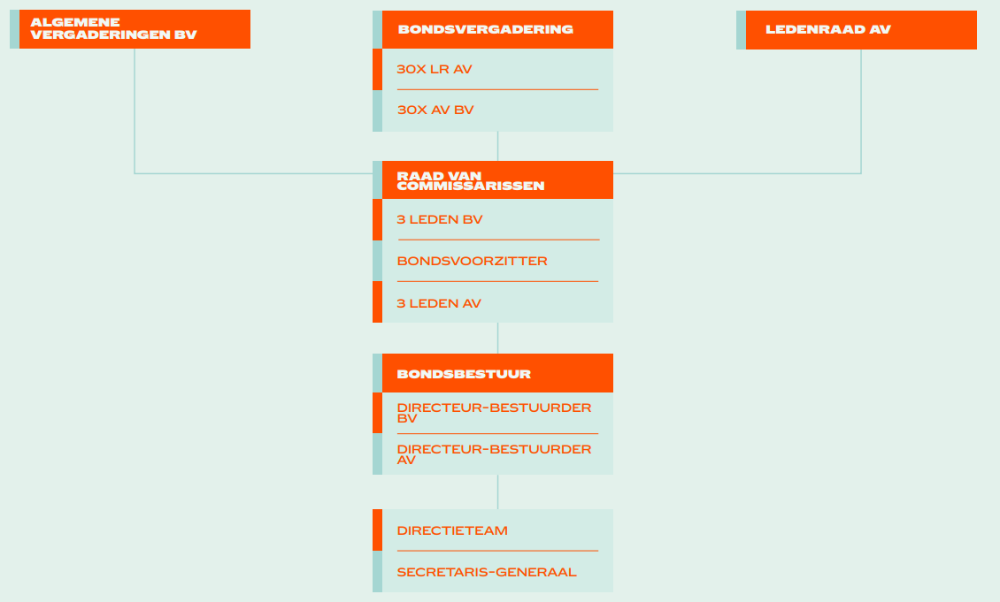 ALGEMENE
VERGADERINGEN BV
BONDSVERGADERING
30X LR AV
30X AV BV
LEDENRAAD AV
RAAD VAN
COMMISSARISSEN
3 LEDEN BV
BONDSVOORZITTER
3 LEDEN AV
BONDSBESTUUR
DIRECTEUR-BESTUURDER
BV
DIRECTEUR-BESTUURDER
AV
DIRECTIETEAM
SECRETARIS-GENERAAL